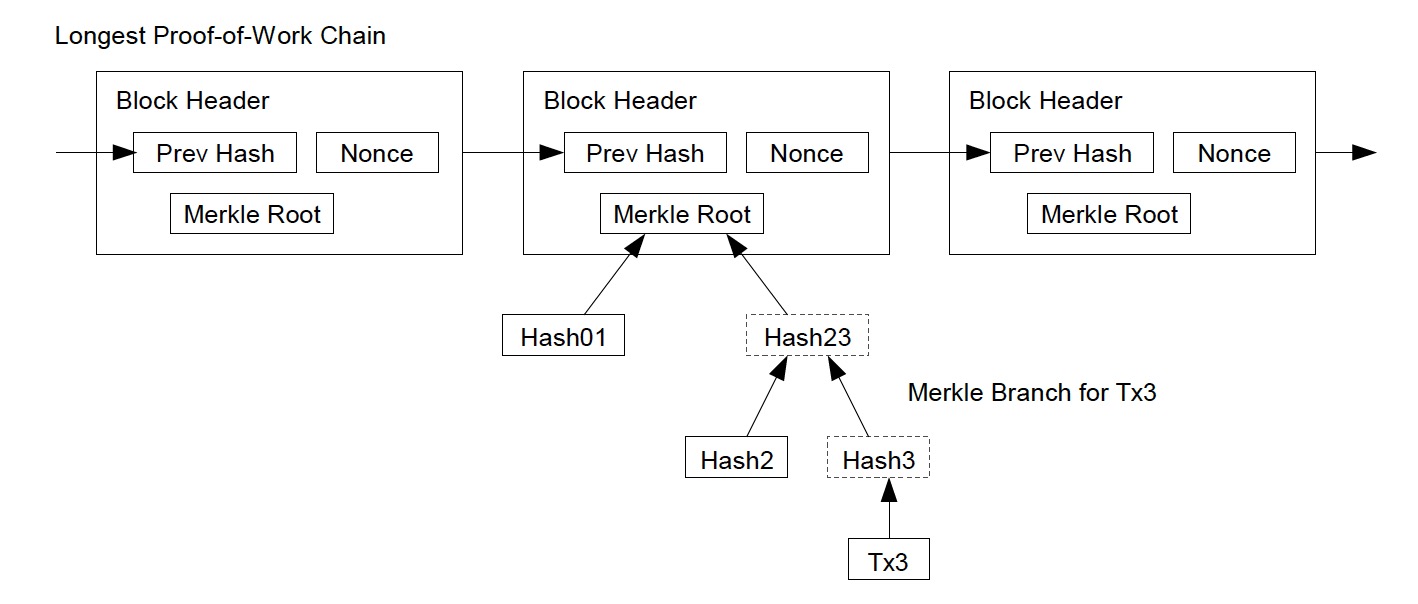 Longest Proof-of-Work Chain
Block Header
Prev Hash
Nonce
Merkle Root
Block Header
Prev Hash
Nonce
Merkle Root
Block Header
Prev Hash
Nonce
Merkle Root
Hash01
Hash23
Merkle Branch for Tx3
Hash2
Hash3
Tx3